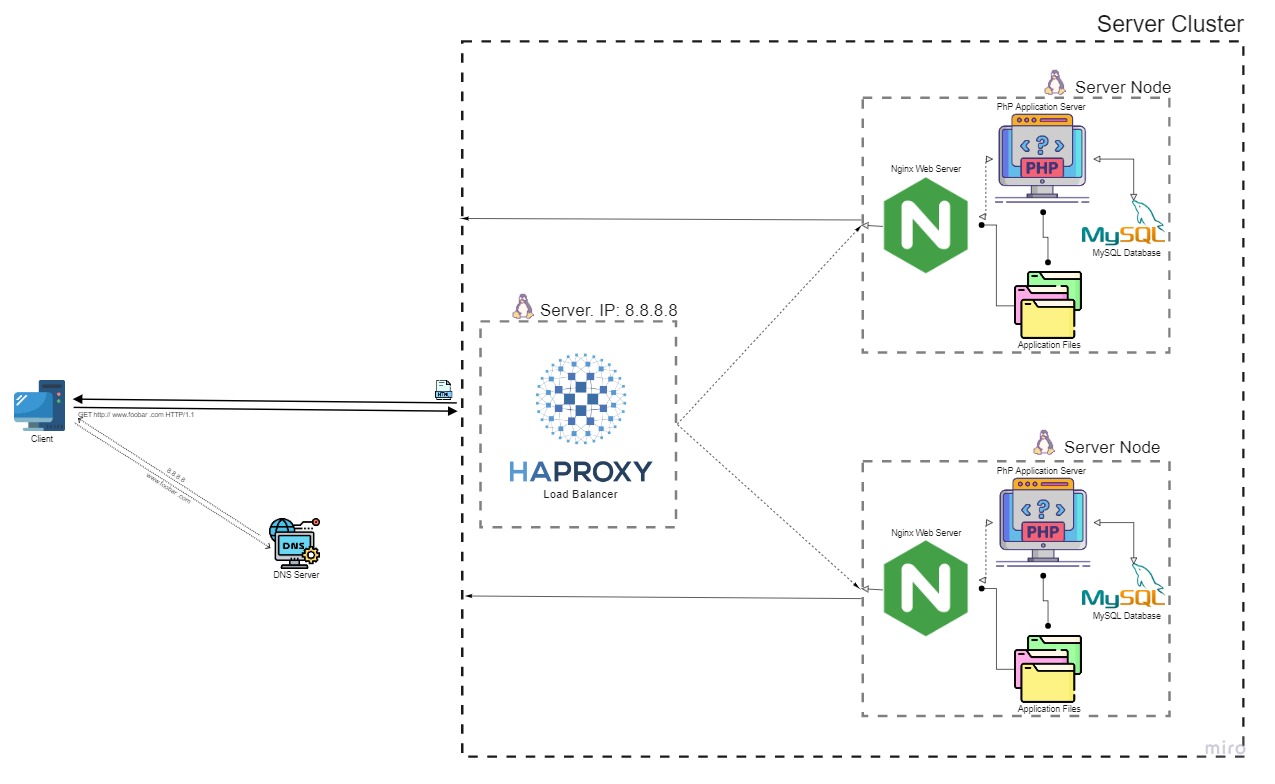 Server Cluster
Server Node
PhP Application Server
PHP
Nginx Web Server
N
MySQL
MySQL Database
Application Files
Server. IP: 8.8.8.8
HAPROXY
Load Balancer
HTML
GET http:// www.foobar .com HTTP/1.1
Client
8.8.8.8
www.foobar .com
DNS
DNS Server
Server Node
PhP Application Server
PHP
Nginx Web Server
N
MySQL
MySQL Database
Application Files
miro